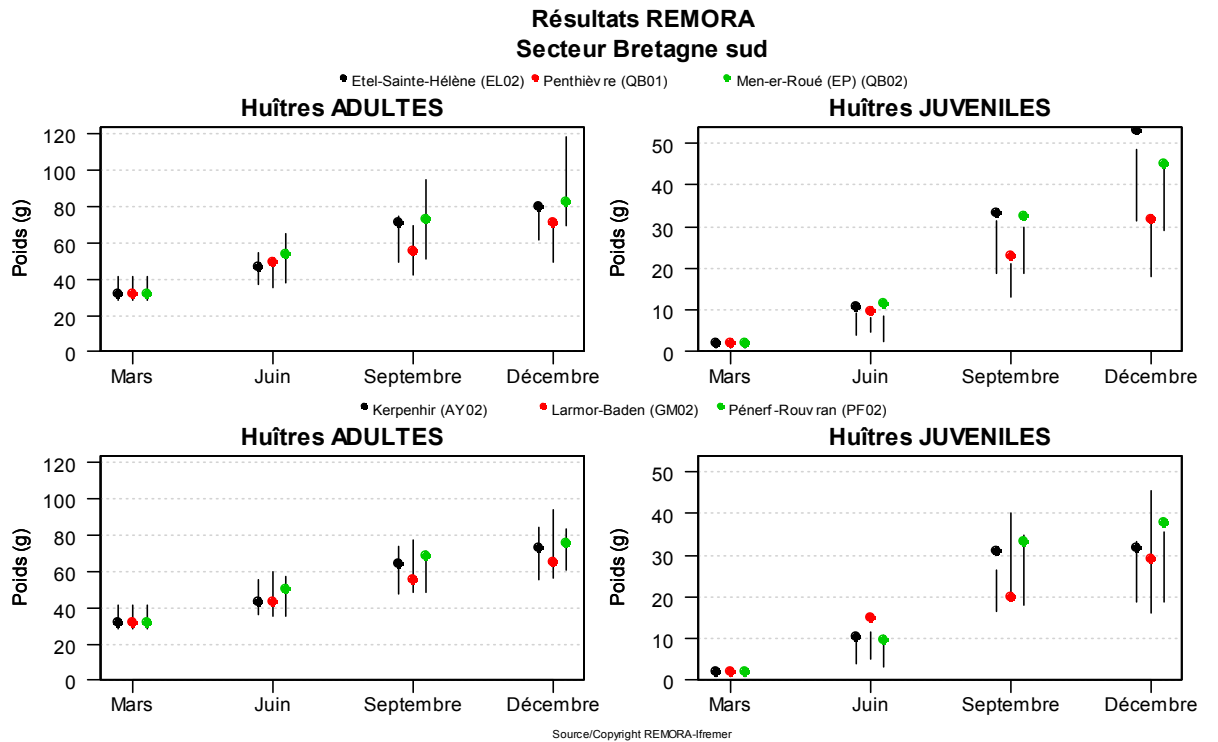 Résultats REMORA
Secteur Bretagne sud
Etel-Sainte-Hélène (EL02) Penthièvre (QB01) Men-er-Roué (EP) (QB02)
Huîtres ADULTES
Poids (g)
120
100
80
60
40
20
0
Mars Juin Septembre Décembre
Huîtres JUVENILES
Poids (g)
50
40
30
20
10
0
Mars Juin Septembre Décembre
Kerpenhir (AY02) Larmor-Baden (GM02) Pénerf-Rouvran (PF02)
Huîtres ADULTES
Poids (g)
120
100
80
60
40
20
0
Mars Juin Septembre Décembre
Huîtres JUVENILES
Poids (g)
50
40
30
20
10
0
Mars Juin Septembre Décembre
Source/Copyright REMORA-Ifremer